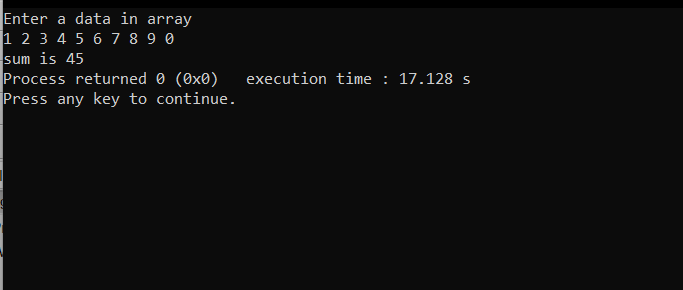 Enter a data in array
1 2 3 4 5 6 7 8 9 0
sum is 45
Process returned 0 (0x0)   execution time : 17.128 s
Press any key to continue.